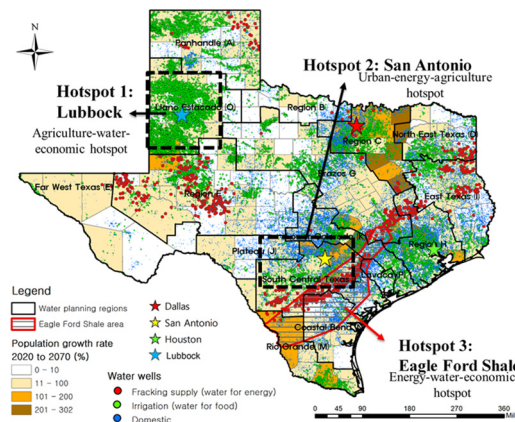 N
Panhandle (A)
Hotspot 2: San Antonio
Urban-energy-agriculture
hotspot
Hotspot 1:
Lubbock
Agriculture-water-
economic hotspot
Llano Estacado (O)
Region B
Region C
North East Texas (D)
Brazos G
Far West Texas (E)
Region F
East Texas (I)
Plateau (J)
Region H
South Central Texas
Lavaca (P)
Coastal Bend
Rio Grande (M)
Hotspot 3:
Eagle Ford Shale
Energy-water-economic
hotspot
Legend
Water planning regions
Eagle Ford Shale area
Population growth rate
2020 to 2070 (%)
0 - 10
11 - 100
101 - 200
201 - 302
Dallas
San Antonio
Houston
Lubbock
Water wells
Fracking supply (water for energy)
Irrigation (water for food)
Domestic
0 45 90 180 270 360